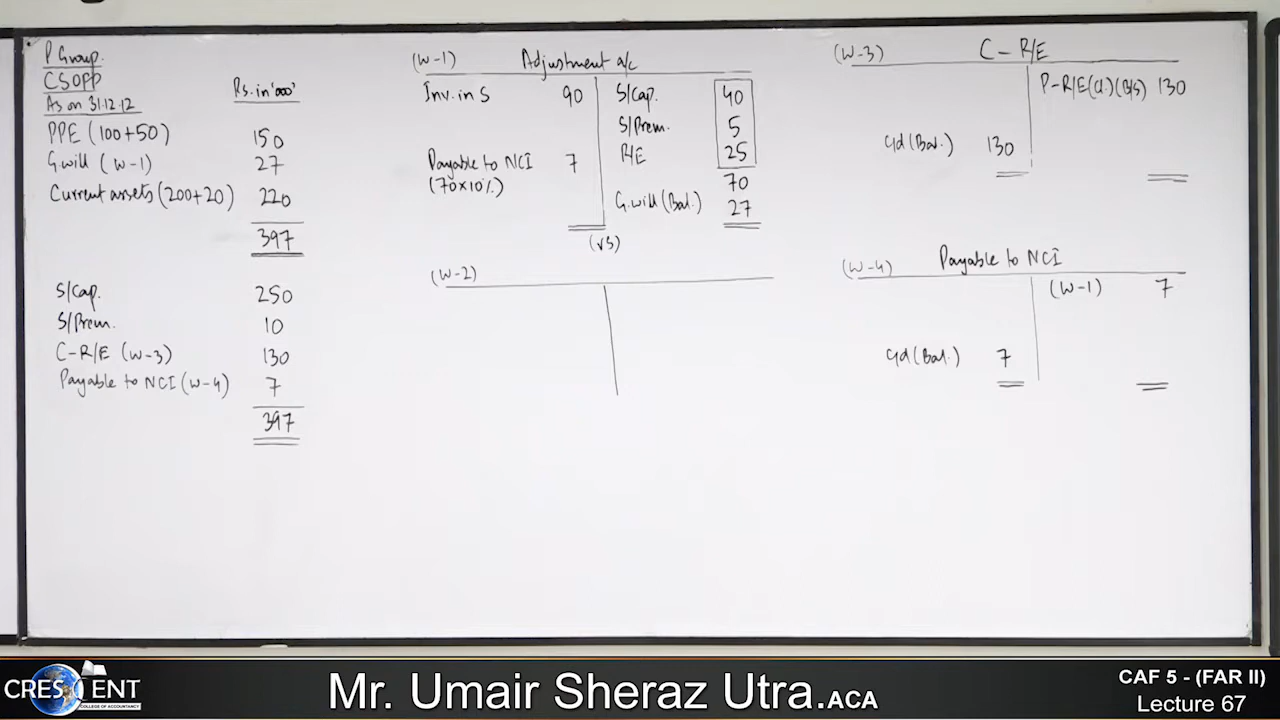 P Group.
CSOFP
As on 31.12.12
Rs. in '000'
PPE (100+50) 150
G.will (W-1) 27
Current assets (200+20) 220
397
S/Cap. 250
S/Prem. 10
C-R/E (W-3) 130
Payable to NCI (W-4) 7
397
(W-1) Adjustment a/c
Inv. in S 90 S/Cap. 40
S/Prem. 5
Payable to NCI 7 R/E 25
(70x10%) 70
G.will (Bal.) 27
(W-2)
(W-3) C-R/E
P-R/E(Cl.)(B/S) 130
c/d (Bal.) 130
(W-4) Payable to NCI
(W-1) 7
c/d (Bal.) 7
CRESCENT
COLLEGE OF ACCOUNTANCY
Mr. Umair Sheraz Utra.ACA
CAF 5 - (FAR II)
Lecture 67